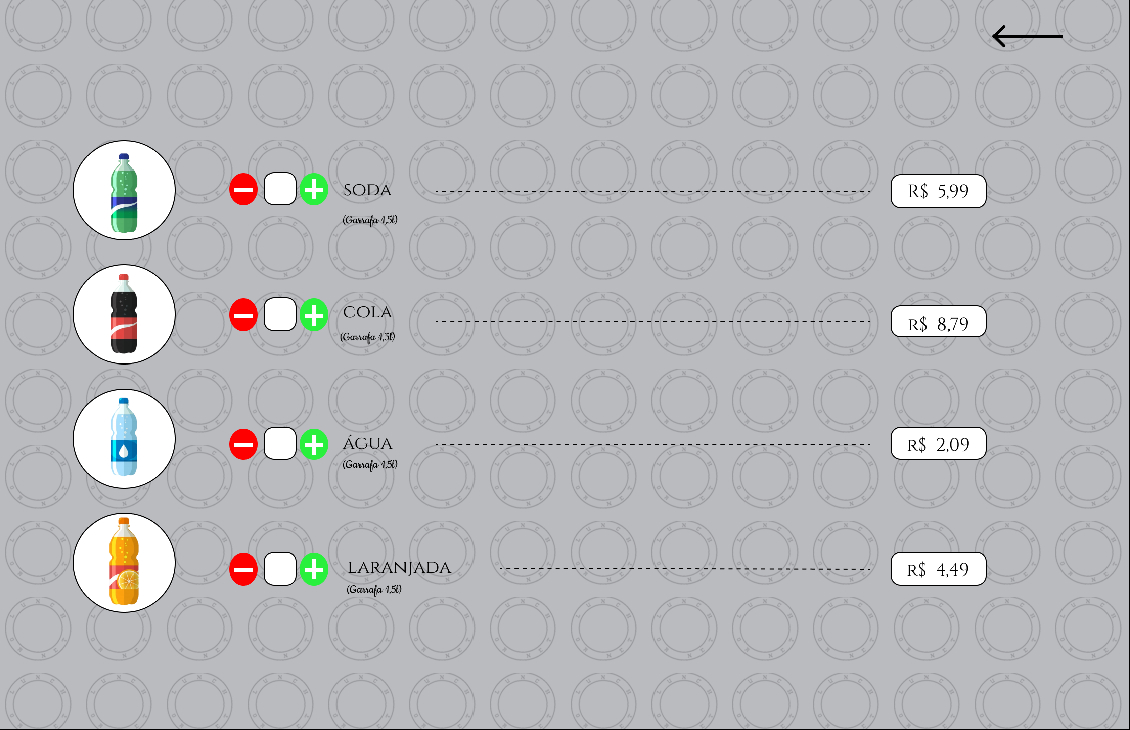 SODA
R$ 5,99
(Garrafa 1,5l)
COLA
R$ 8,79
(Garrafa 1,5l)
ÁGUA
R$ 2,09
(Garrafa 1,5l)
LARANJADA
R$ 4,49
(Garrafa 1,5l)